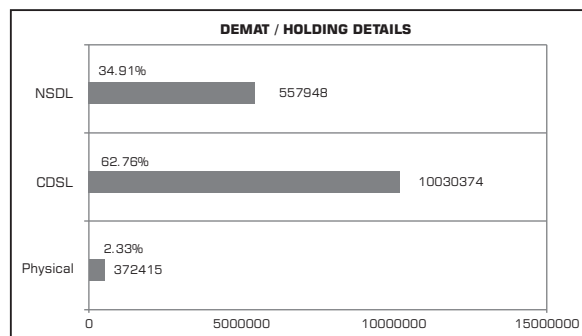 DEMAT / HOLDING DETAILS
34.91%
NSDL 557948
62.76%
CDSL 10030374
2.33%
Physical 372415
0 5000000 10000000 15000000